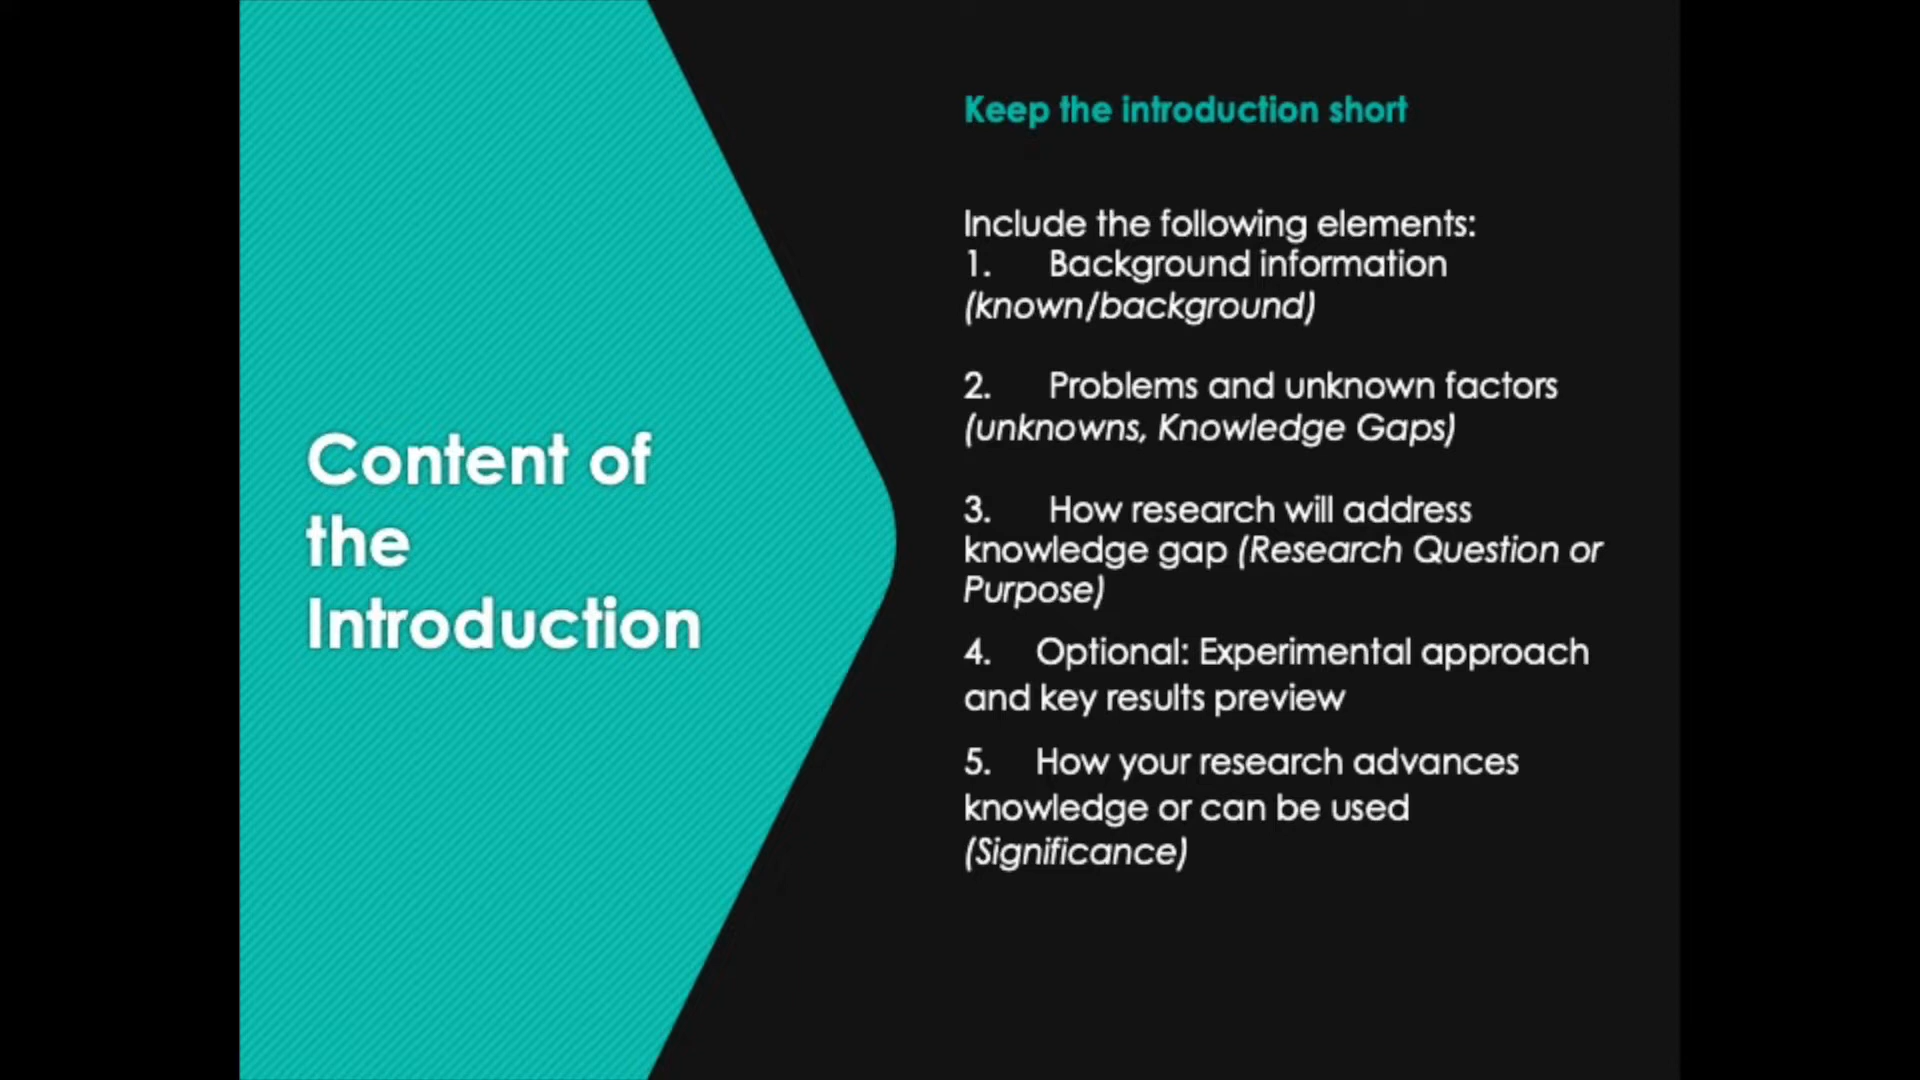 Content of
the
Introduction
Keep the introduction short
Include the following elements:
1. Background information
(known/background)
2. Problems and unknown factors
(unknowns, Knowledge Gaps)
3. How research will address
knowledge gap (Research Question or
Purpose)
4. Optional: Experimental approach
and key results preview
5. How your research advances
knowledge or can be used
(Significance)